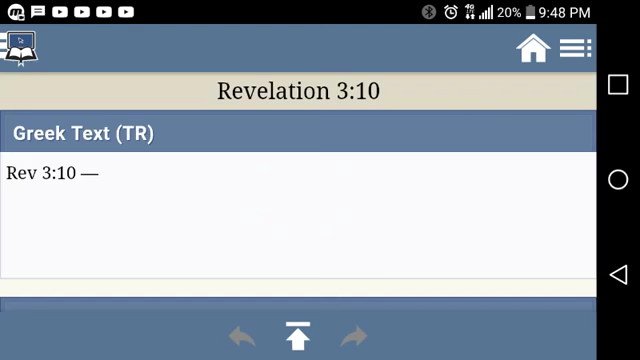 20% 9:48 PM
Revelation 3:10
Greek Text (TR)
Rev 3:10 —